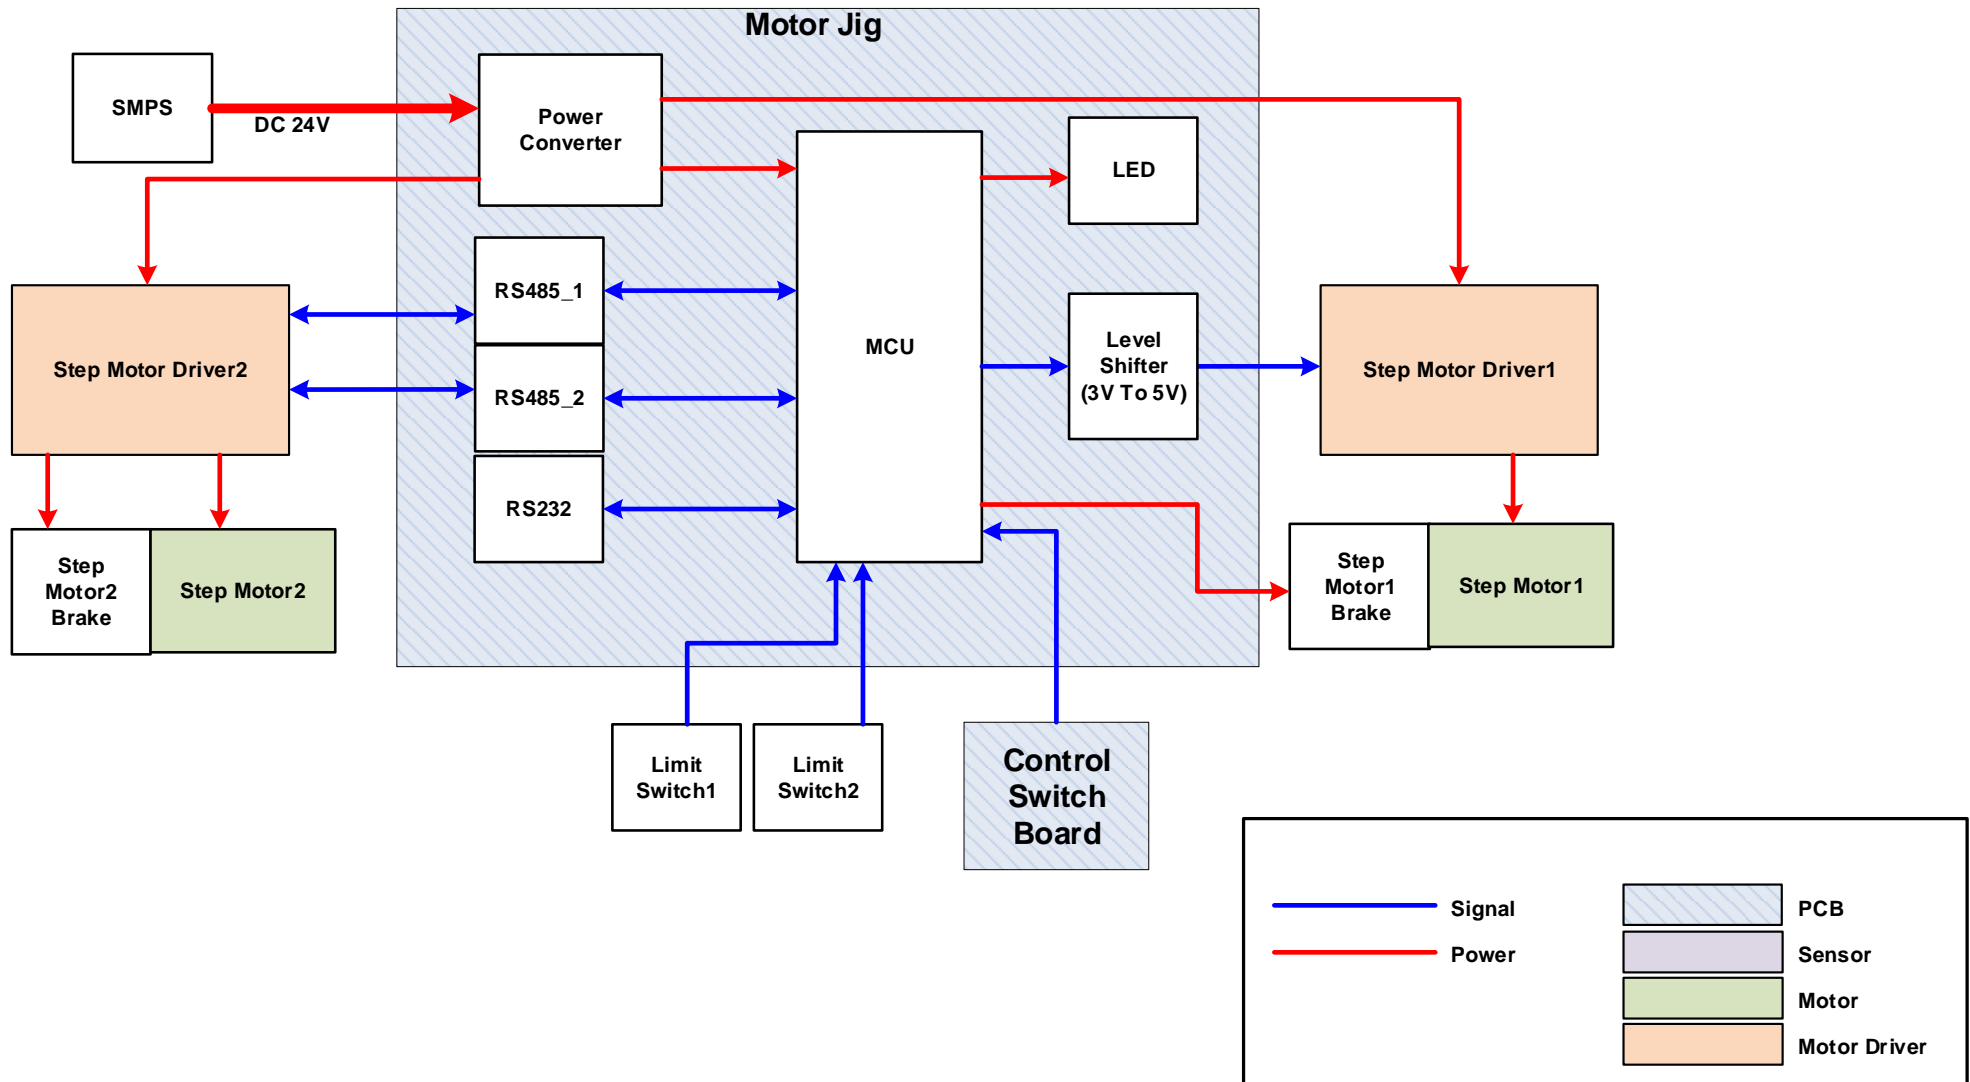 Motor Jig
SMPS
DC 24V
Power
Converter
LED
MCU
RS485_1
RS485_2
RS232
Level
Shifter
(3V To 5V)
Step Motor Driver2
Step Motor Driver1
Step
Motor2
Brake
Step Motor2
Step
Motor1
Brake
Step Motor1
Limit
Switch1
Limit
Switch2
Control
Switch
Board
Signal
Power
PCB
Sensor
Motor
Motor Driver